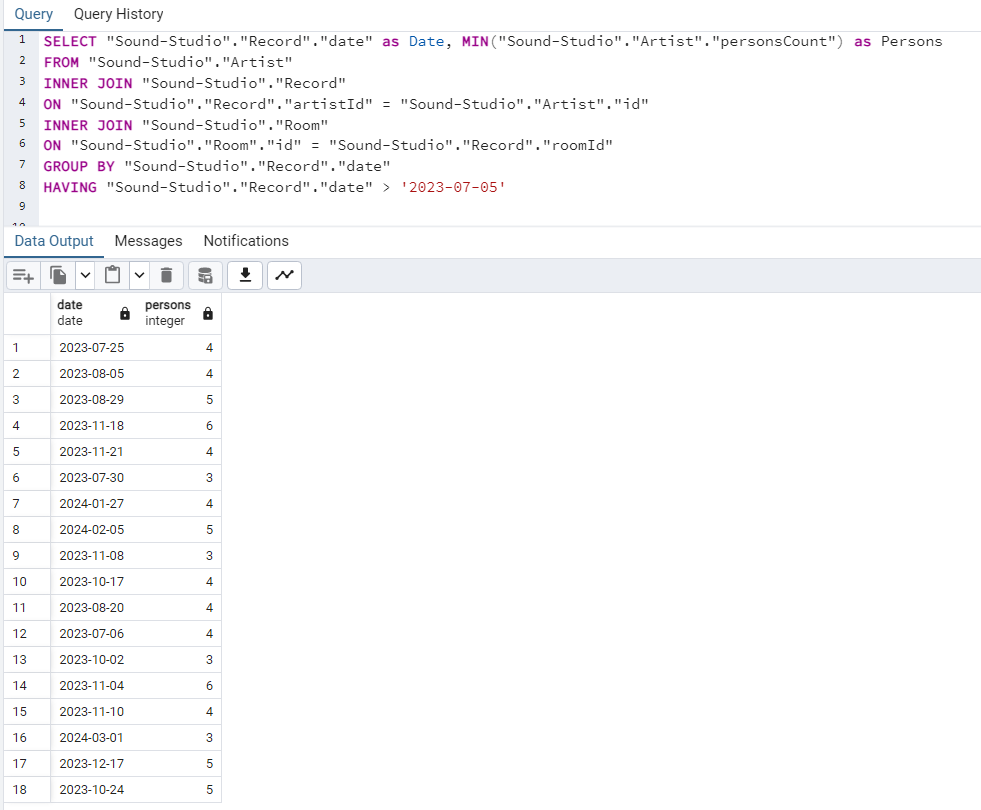 Query Query History
1 SELECT "Sound-Studio"."Record"."date" as Date, MIN("Sound-Studio"."Artist"."personsCount") as Persons
2 FROM "Sound-Studio"."Artist"
3 INNER JOIN "Sound-Studio"."Record"
4 ON "Sound-Studio"."Record"."artistId" = "Sound-Studio"."Artist"."id"
5 INNER JOIN "Sound-Studio"."Room"
6 ON "Sound-Studio"."Room"."id" = "Sound-Studio"."Record"."roomId"
7 GROUP BY "Sound-Studio"."Record"."date"
8 HAVING "Sound-Studio"."Record"."date" > '2023-07-05'
9
10
Data Output Messages Notifications
date persons
date integer
1 2023-07-25 4
2 2023-08-05 4
3 2023-08-29 5
4 2023-11-18 6
5 2023-11-21 4
6 2023-07-30 3
7 2024-01-27 4
8 2024-02-05 5
9 2023-11-08 3
10 2023-10-17 4
11 2023-08-20 4
12 2023-07-06 4
13 2023-10-02 3
14 2023-11-04 6
15 2023-11-10 4
16 2024-03-01 3
17 2023-12-17 5
18 2023-10-24 5